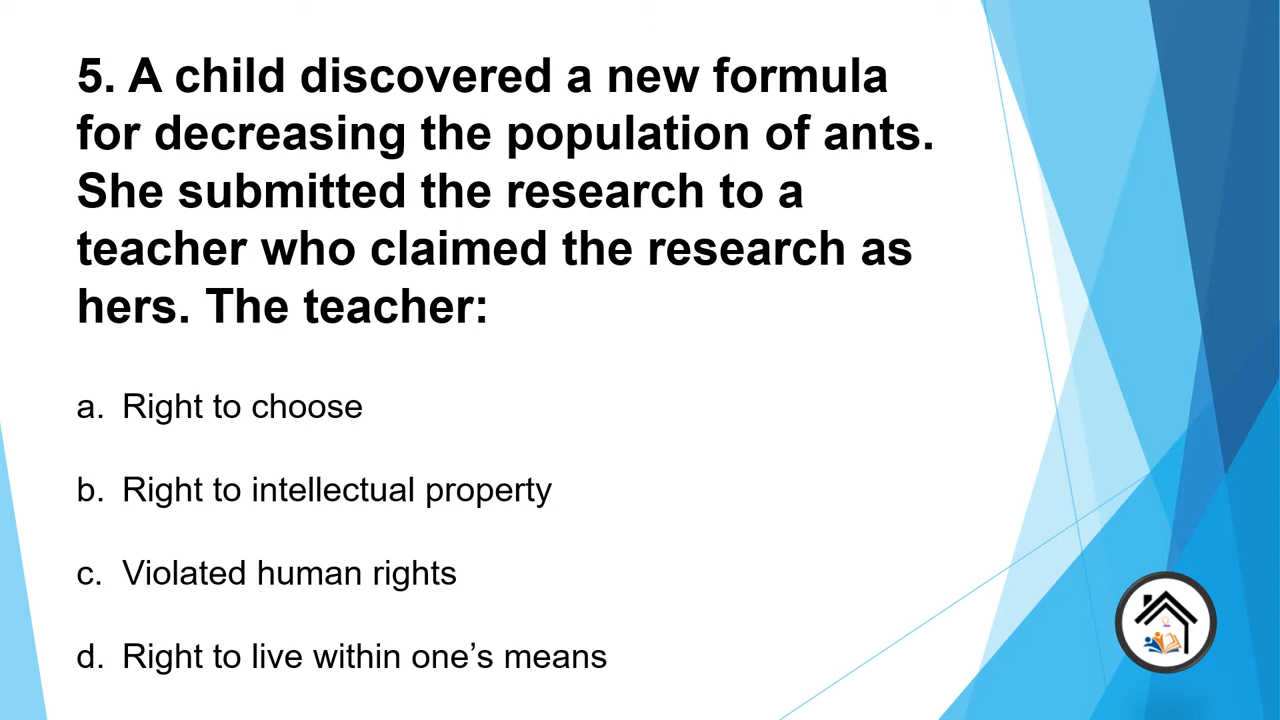 5. A child discovered a new formula
for decreasing the population of ants.
She submitted the research to a
teacher who claimed the research as
hers. The teacher:
a. Right to choose
b. Right to intellectual property
c. Violated human rights
d. Right to live within one’s means